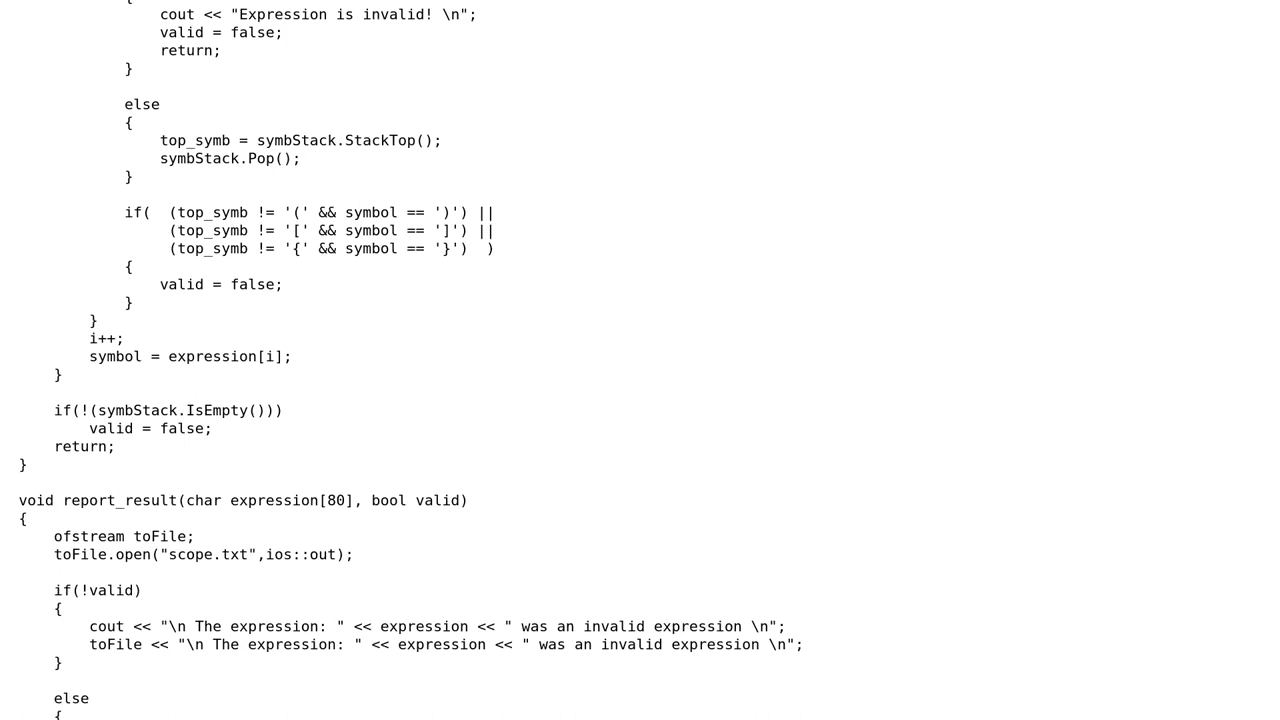 {
cout << "Expression is invalid! \n";
valid = false;
return;
}
else
{
top_symb = symbStack.StackTop();
symbStack.Pop();
}
if(  (top_symb != '(' && symbol == ')') ||
(top_symb != '[' && symbol == ']') ||
(top_symb != '{' && symbol == '}')  )
{
valid = false;
}
}
i++;
symbol = expression[i];
}
if(!(symbStack.IsEmpty()))
valid = false;
return;
}
void report_result(char expression[80], bool valid)
{
ofstream toFile;
toFile.open("scope.txt",ios::out);
if(!valid)
{
cout << "\n The expression: " << expression << " was an invalid expression \n";
toFile << "\n The expression: " << expression << " was an invalid expression \n";
}
else
{